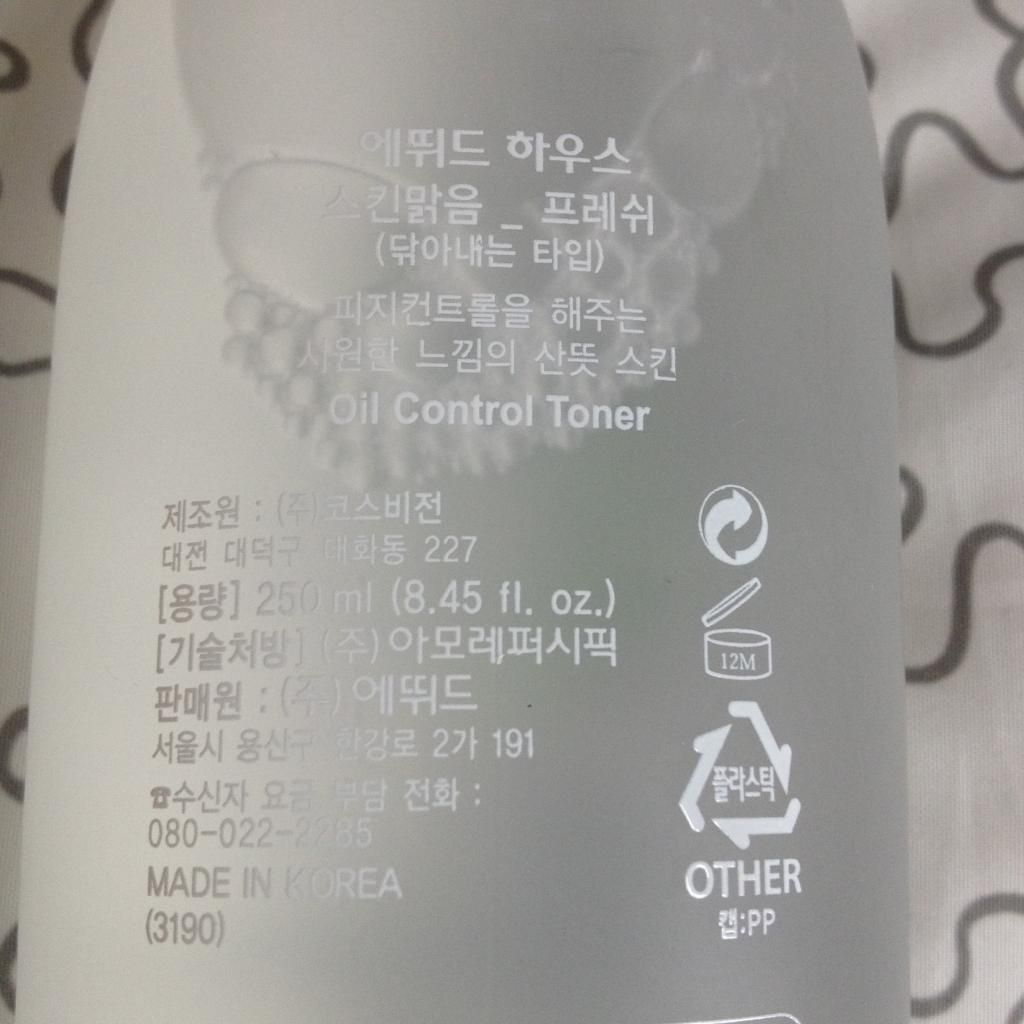 에뛰드 하우스
스킨맑음 _ 프레쉬
(닦아내는 타입)
피지컨트롤을 해주는
시원한 느낌의 산뜻 스킨
Oil Control Toner
제조원 : (주)코스비전
대전 대덕구 대화동 227
[용량] 250 ml (8.45 fl. oz.)
[기술처방] (주)아모레퍼시픽
판매원 : (주) 에뛰드
서울시 용산구 한강로 2가 191
☎수신자 요금 부담 전화 :
080-022-2285
MADE IN KOREA
(3190)
12M
플라스틱
OTHER
캡:PP